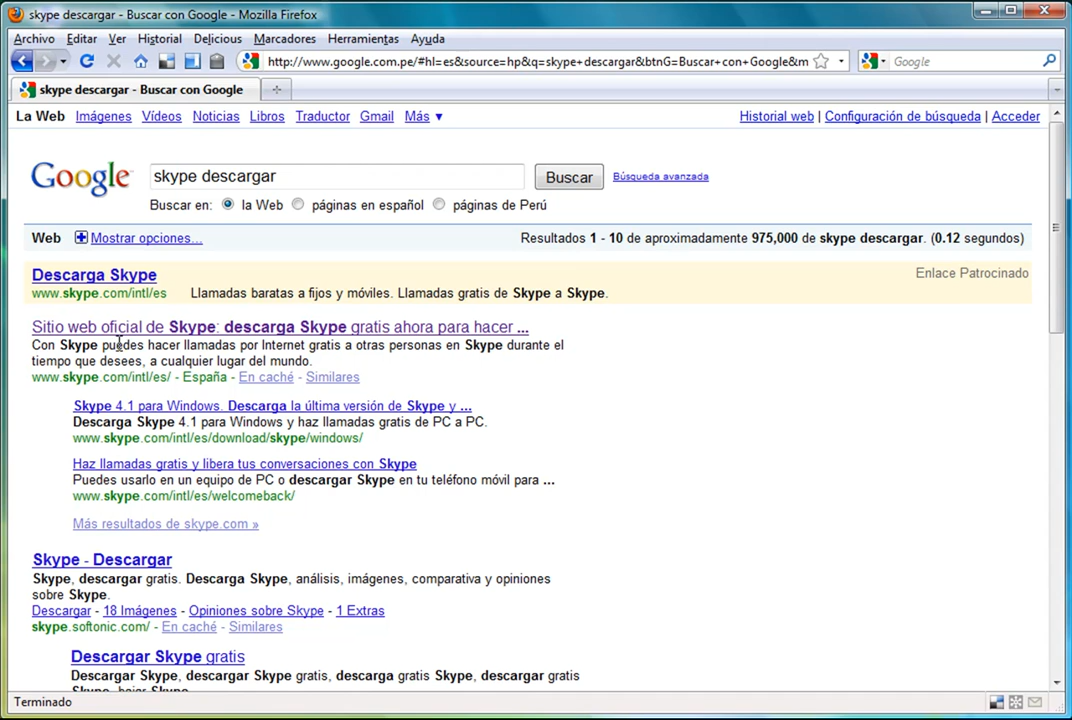 skype descargar - Buscar con Google - Mozilla Firefox
Archivo Editar Ver Historial Delicious Marcadores Herramientas Ayuda
http://www.google.com.pe/#hl=es&source=hp&q=skype+descargar&btnG=Buscar+con+Google&m Google
skype descargar - Buscar con Google
La Web Imágenes Vídeos Noticias Libros Traductor Gmail Más ▼ Historial web | Configuración de búsqueda | Acceder
Google skype descargar Buscar Búsqueda avanzada
Buscar en: la Web páginas en español páginas de Perú
Web Mostrar opciones... Resultados 1 - 10 de aproximadamente 975,000 de skype descargar. (0.12 segundos)
Descarga Skype Enlace Patrocinado
www.skype.com/intl/es Llamadas baratas a fijos y móviles. Llamadas gratis de Skype a Skype.
Sitio web oficial de Skype: descarga Skype gratis ahora para hacer ...
Con Skype puedes hacer llamadas por Internet gratis a otras personas en Skype durante el
tiempo que desees, a cualquier lugar del mundo.
www.skype.com/intl/es/ - España - En caché - Similares
Skype 4.1 para Windows. Descarga la última versión de Skype y ...
Descarga Skype 4.1 para Windows y haz llamadas gratis de PC a PC.
www.skype.com/intl/es/download/skype/windows/
Haz llamadas gratis y libera tus conversaciones con Skype
Puedes usarlo en un equipo de PC o descargar Skype en tu teléfono móvil para ...
www.skype.com/intl/es/welcomeback/
Más resultados de skype.com »
Skype - Descargar
Skype, descargar gratis. Descarga Skype, análisis, imágenes, comparativa y opiniones
sobre Skype.
Descargar - 18 Imágenes - Opiniones sobre Skype - 1 Extras
skype.softonic.com/ - En caché - Similares
Descargar Skype gratis
Descargar Skype, descargar Skype gratis, descarga gratis Skype, descargar gratis
Skype, bajar Skype
Terminado